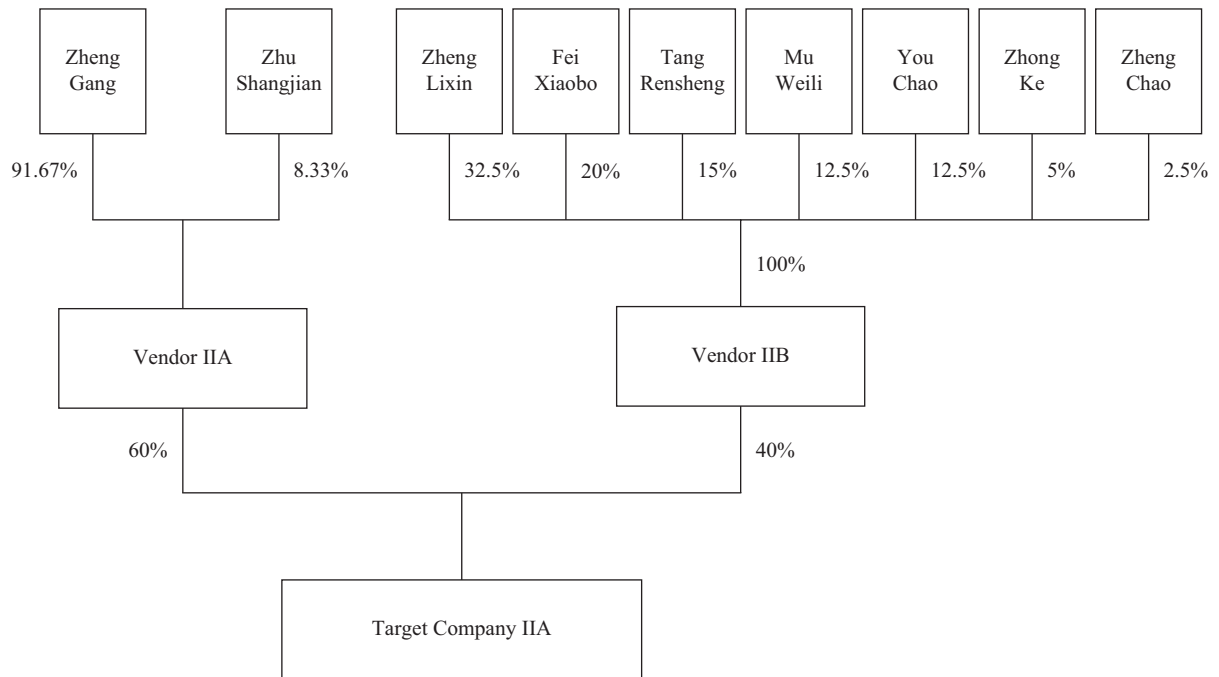 Zheng
Gang
Zhu
Shangjian
Zheng
Lixin
Fei
Xiaobo
Tang
Rensheng
Mu
Weili
You
Chao
Zhong
Ke
Zheng
Chao
91.67%
8.33%
32.5%
20%
15%
12.5%
12.5%
5%
2.5%
100%
Vendor IIA
Vendor IIB
60%
40%
Target Company IIA